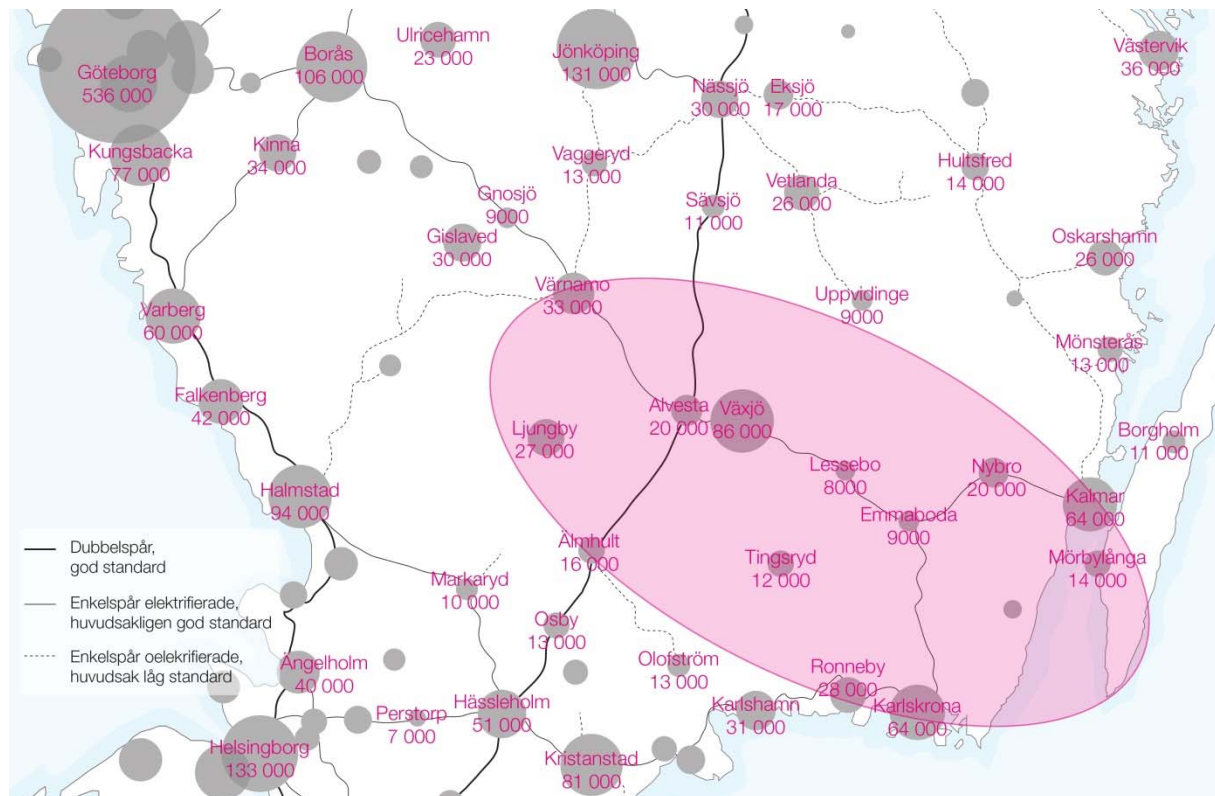 Göteborg
536 000
Borås
106 000
Ulricehamn
23 000
Jönköping
131 000
Nässjö
30 000
Eksjö
17 000
Västervik
36 000
Kungsbacka
77 000
Kinna
34 000
Vaggeryd
13 000
Vetlanda
26 000
Hultsfred
14 000
Gnosjö
9000
Sävsjö
11 000
Gislaved
30 000
Oskarshamn
26 000
Värnamo
33 000
Uppvidinge
9000
Varberg
60 000
Mönsterås
13 000
Falkenberg
42 000
Alvesta
20 000
Växjö
86 000
Ljungby
27 000
Borgholm
11 000
Lessebo
8000
Nybro
20 000
Kalmar
64 000
Halmstad
94 000
Emmaboda
9000
Älmhult
16 000
Tingsryd
12 000
Mörbylånga
14 000
Markaryd
10 000
Osby
13 000
Olofström
13 000
Ronneby
28 000
Karlskrona
64 000
Karlshamn
31 000
Ängelholm
40 000
Perstorp
7 000
Hässleholm
51 000
Helsingborg
133 000
Kristanstad
81 000
Dubbelspår,
god standard
Enkelspår elektrifierade,
huvudsakligen god standard
Enkelspår oelekrifierade,
huvudsak låg standard